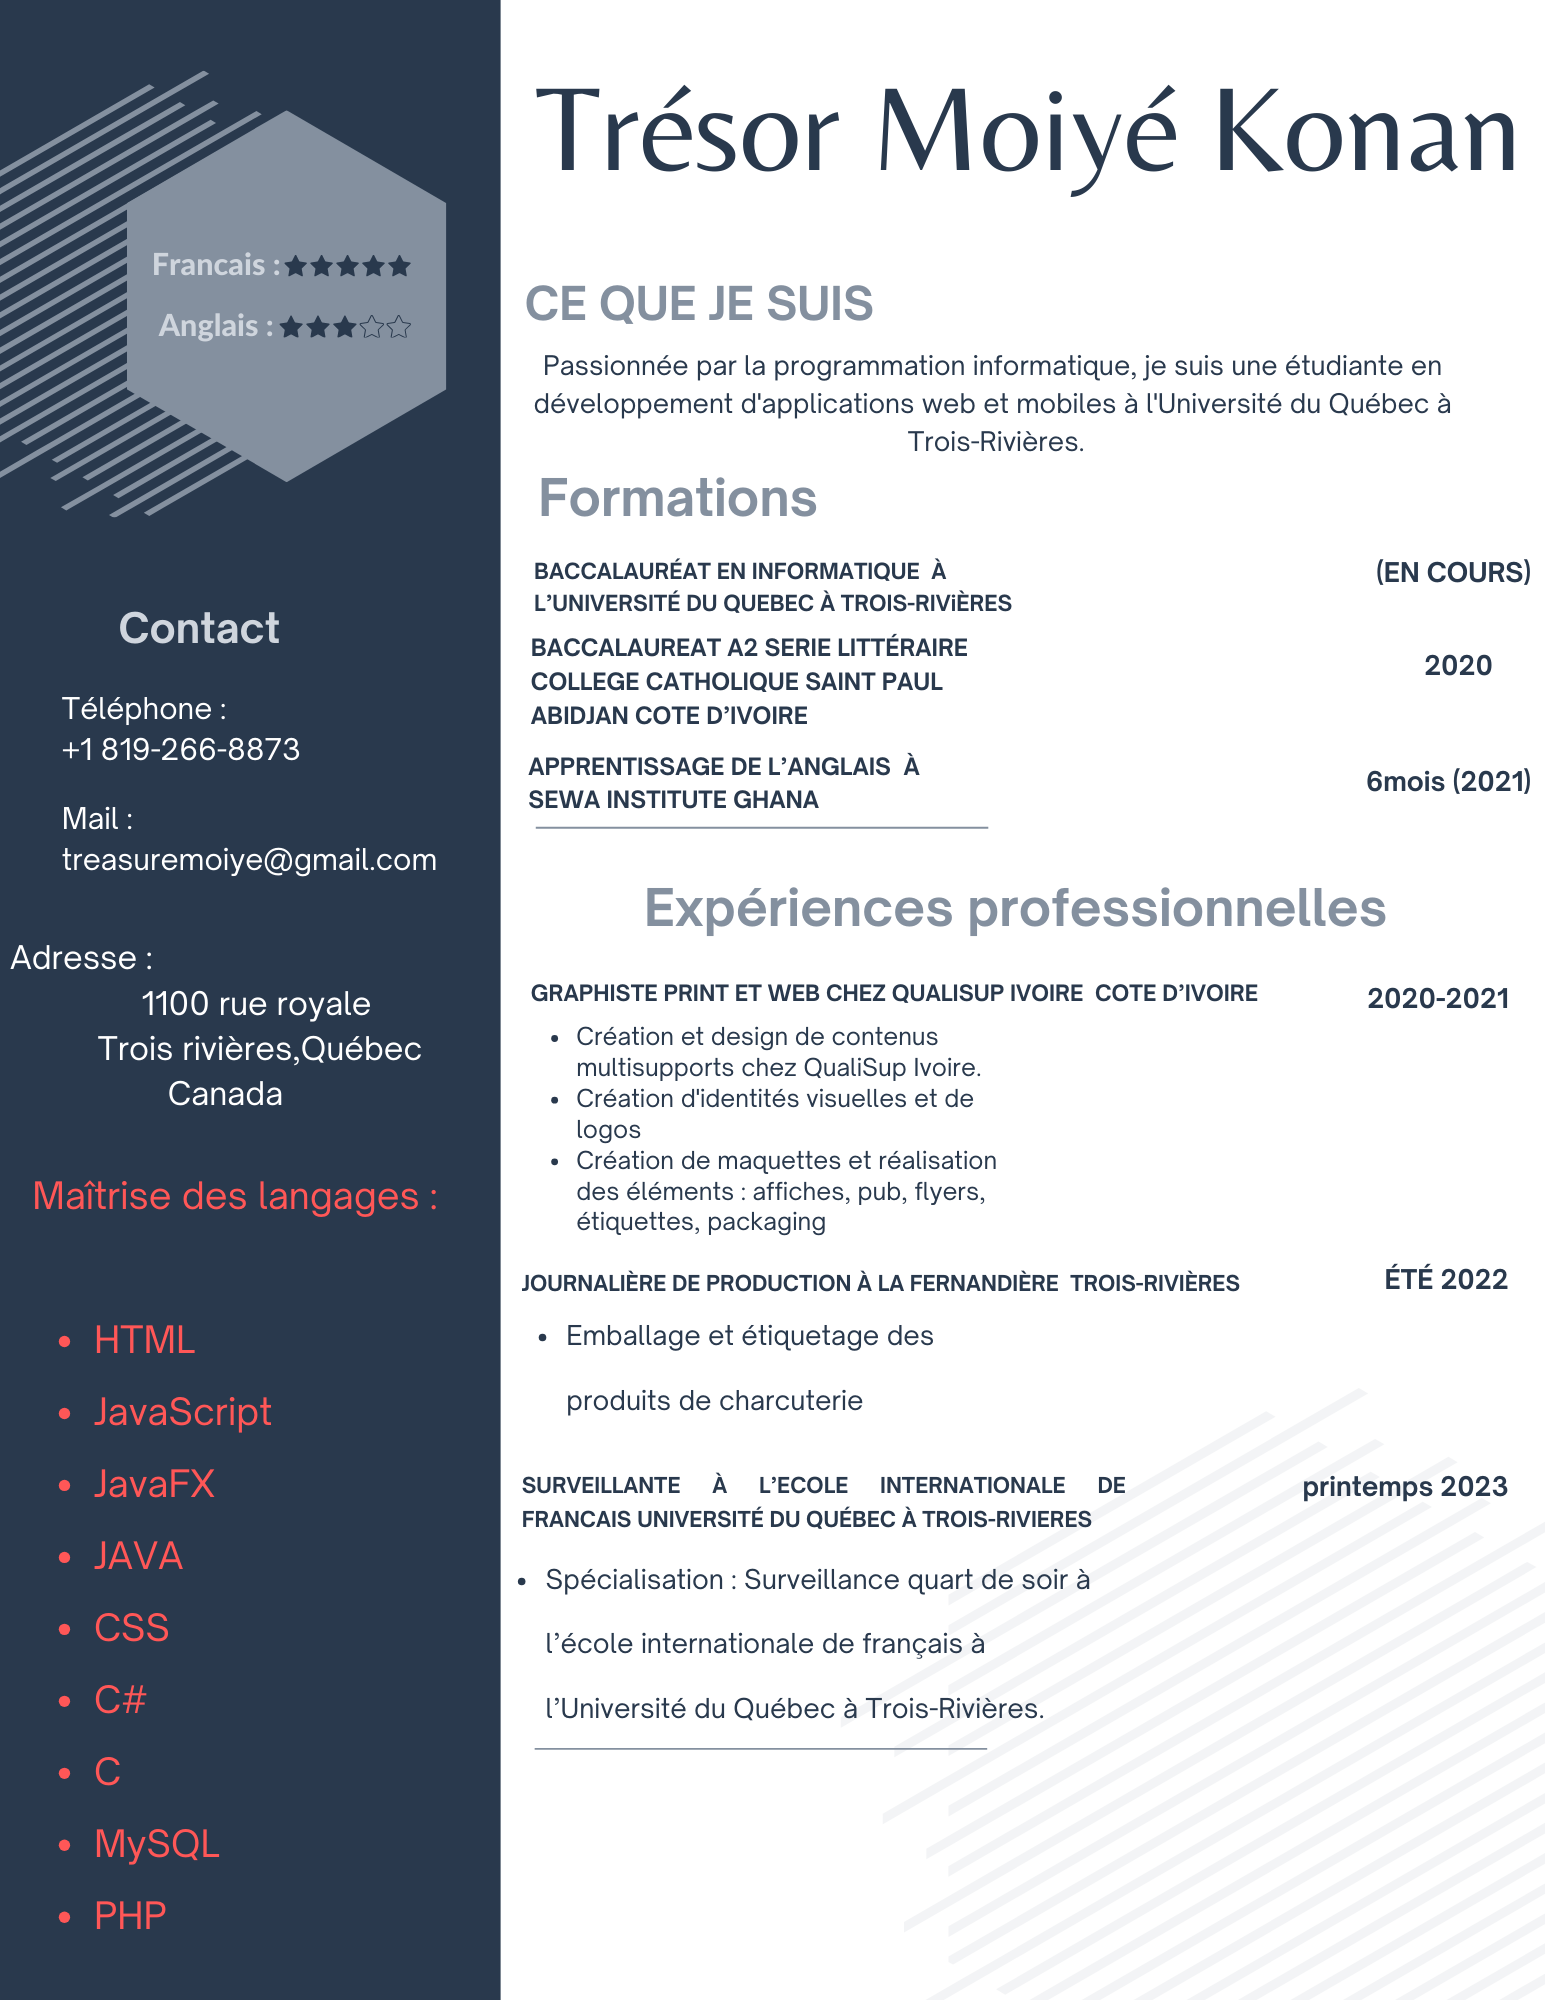 Trésor Moiyé Konan
Francais :
Anglais :
Contact
Téléphone :
+1 819-266-8873
Mail :
treasuremoiye@gmail.com
Adresse :
1100 rue royale
Trois rivières,Québec
Canada
Maîtrise des langages :
• HTML
• JavaScript
• JavaFX
• JAVA
• CSS
• C#
• C
• MySQL
• PHP
CE QUE JE SUIS
Passionnée par la programmation informatique, je suis une étudiante en
développement d'applications web et mobiles à l'Université du Québec à
Trois-Rivières.
Formations
BACCALAURÉAT EN INFORMATIQUE À
L’UNIVERSITÉ DU QUEBEC À TROIS-RIViÈRES
(EN COURS)
BACCALAUREAT A2 SERIE LITTÉRAIRE
COLLEGE CATHOLIQUE SAINT PAUL
ABIDJAN COTE D’IVOIRE
2020
APPRENTISSAGE DE L’ANGLAIS À
SEWA INSTITUTE GHANA
6mois (2021)
Expériences professionnelles
GRAPHISTE PRINT ET WEB CHEZ QUALISUP IVOIRE COTE D’IVOIRE
2020-2021
• Création et design de contenus
multisupports chez QualiSup Ivoire.
• Création d'identités visuelles et de
logos
• Création de maquettes et réalisation
des éléments : affiches, pub, flyers,
étiquettes, packaging
JOURNALIÈRE DE PRODUCTION À LA FERNANDIÈRE TROIS-RIVIÈRES
ÉTÉ 2022
• Emballage et étiquetage des
produits de charcuterie
SURVEILLANTE À L’ECOLE INTERNATIONALE DE
FRANCAIS UNIVERSITÉ DU QUÉBEC À TROIS-RIVIERES
printemps 2023
• Spécialisation : Surveillance quart de soir à
l’école internationale de français à
l’Université du Québec à Trois-Rivières.